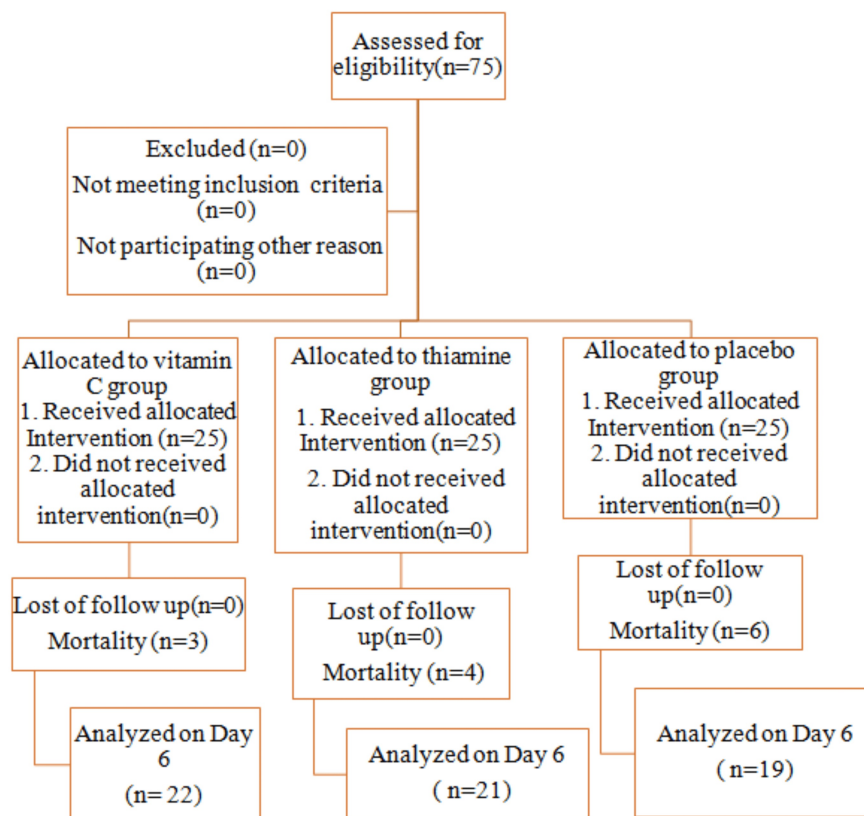 Assessed for
eligibility(n=75)
Excluded (n=0)
Not meeting inclusion criteria
(n=0)
Not participating other reason
(n=0)
Allocated to vitamin
C group
1. Received allocated
Intervention (n=25)
2. Did not received
allocated
intervention(n=0)
Allocated to thiamine
group
1. Received allocated
Intervention (n=25)
2. Did not received
allocated
intervention(n=0)
Allocated to placebo
group
1. Received allocated
Intervention (n=25)
2. Did not received
allocated
intervention(n=0)
Lost of follow up(n=0)
Mortality (n=3)
Lost of follow
up(n=0)
Mortality (n=4)
Lost of follow
up(n=0)
Mortality (n=6)
Analyzed on Day
6
(n= 22)
Analyzed on Day 6
( n=21)
Analyzed on Day 6
( n=19)